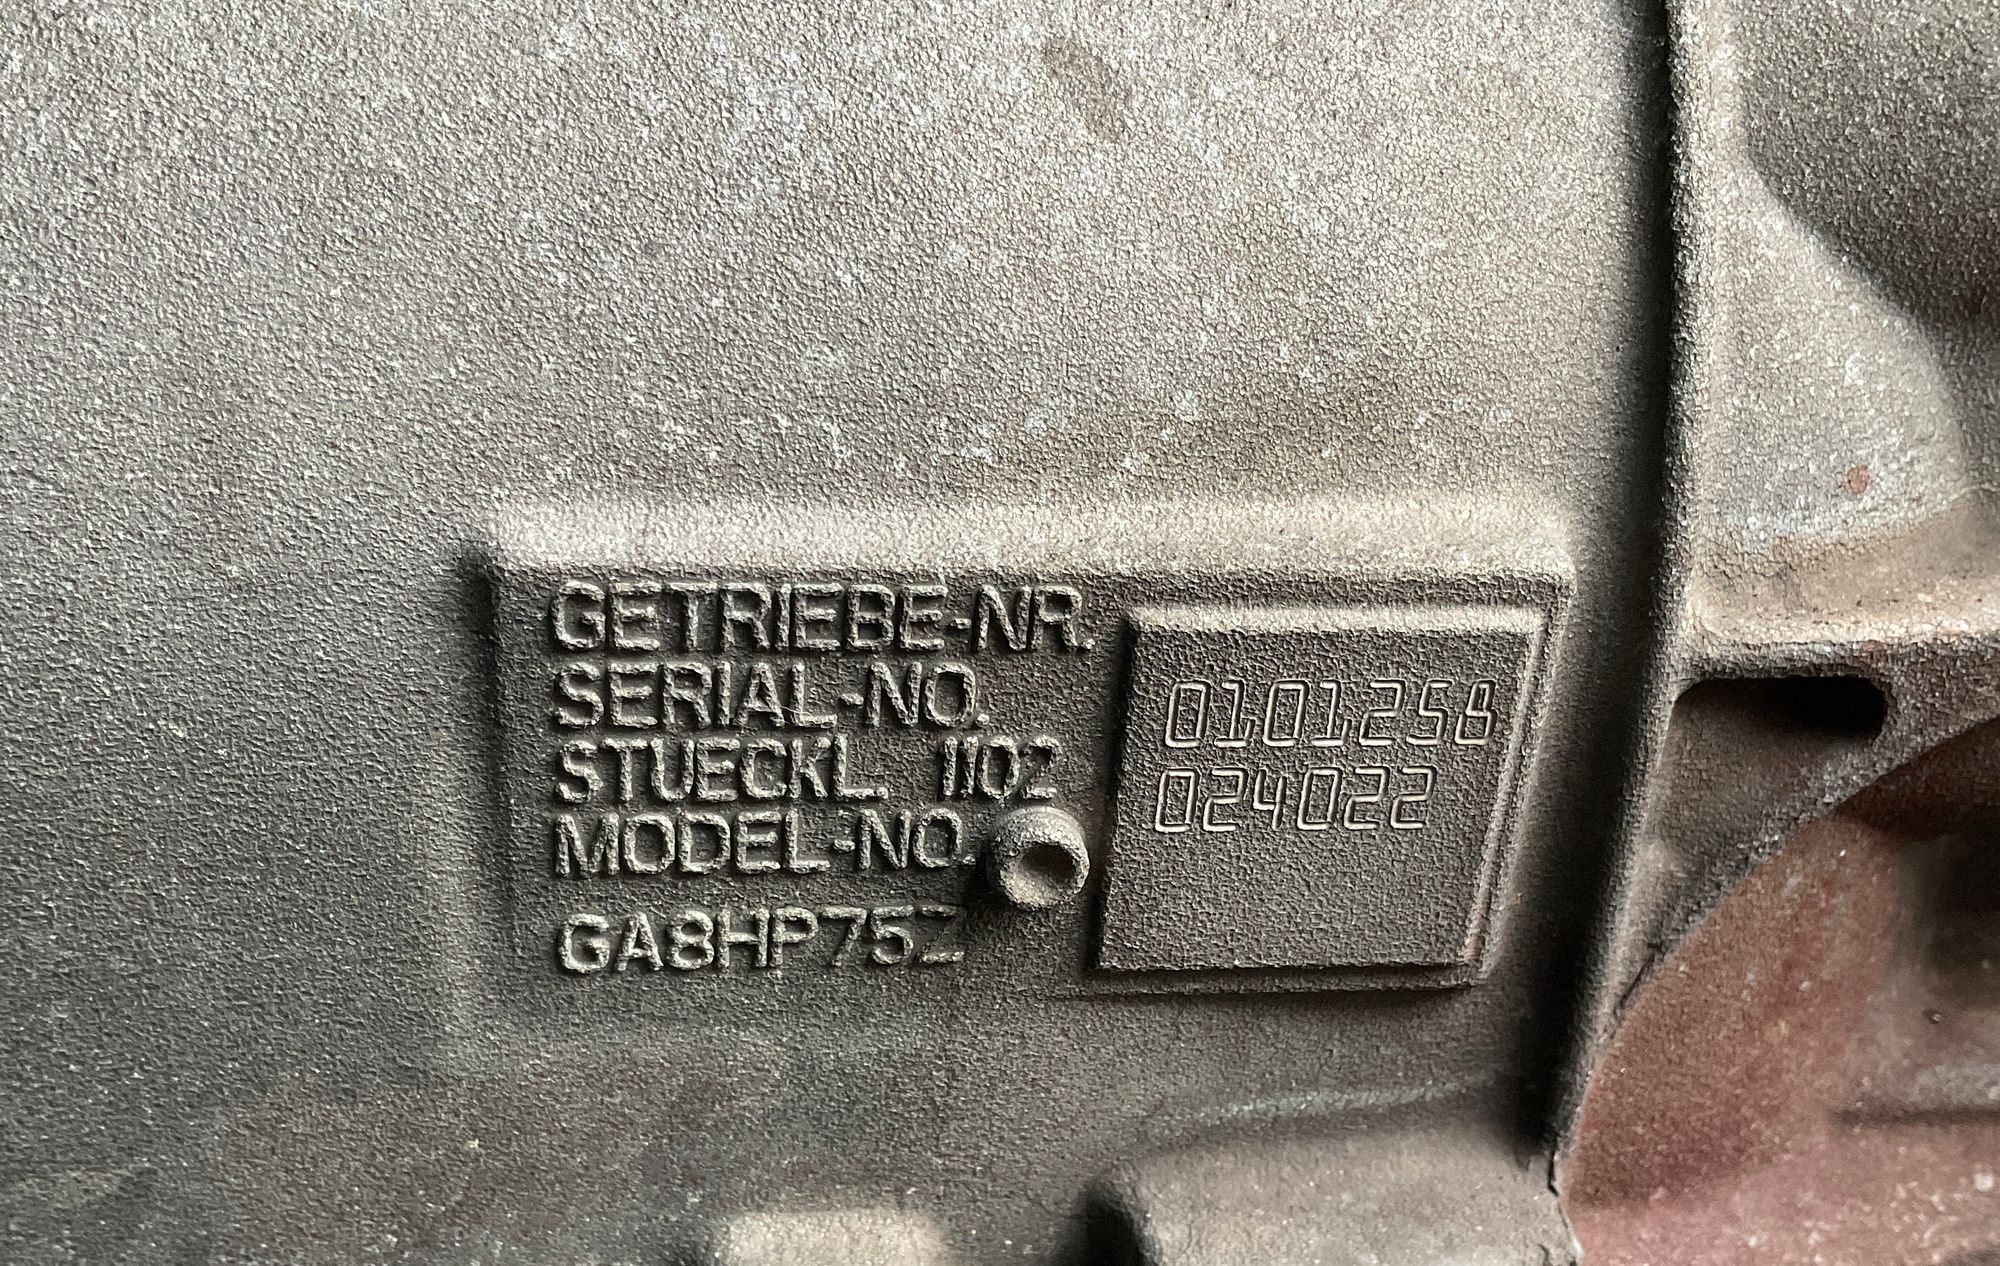 GETRIEBE-NR.
SERIAL-NO.
0101258
STUECKL. 1102
024022
MODEL-NO.
GA8HP75Z